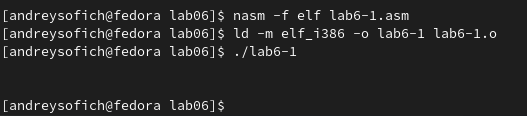 [andreysofich@fedora lab06]$ nasm -f elf lab6-1.asm
[andreysofich@fedora lab06]$ ld -m elf_i386 -o lab6-1 lab6-1.o
[andreysofich@fedora lab06]$ ./lab6-1
[andreysofich@fedora lab06]$